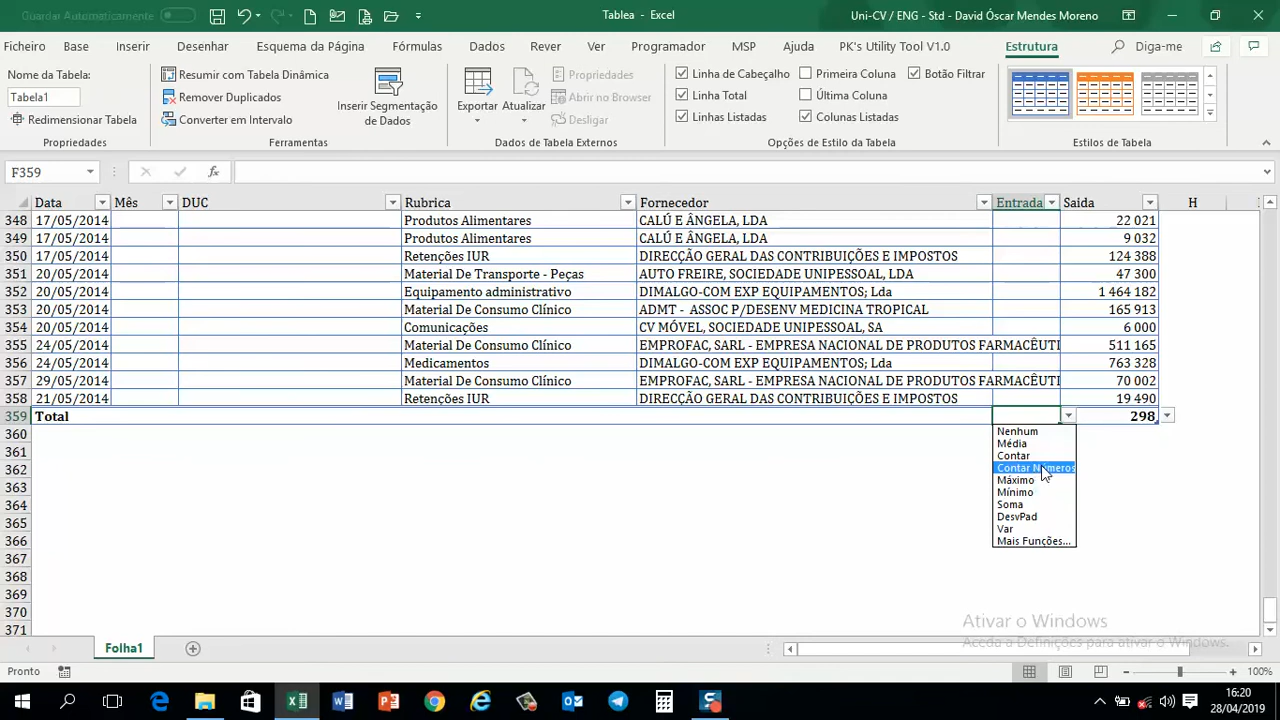 Guardar Automaticamente
Tablea - Excel
Uni-CV / ENG - Std - David Óscar Mendes Moreno
Ficheiro Base Inserir Desenhar Esquema da Página Fórmulas Dados Rever Ver Programador MSP Ajuda PK's Utility Tool V1.0 Estrutura Diga-me
Nome da Tabela:
Tabela1
Redimensionar Tabela
Propriedades
Resumir com Tabela Dinâmica
Remover Duplicados
Converter em Intervalo
Inserir Segmentação
de Dados
Ferramentas
Exportar
Atualizar
Propriedades
Abrir no Browser
Desligar
Dados de Tabela Externos
Linha de Cabeçalho Primeira Coluna Botão Filtrar
Linha Total Última Coluna
Linhas Listadas Colunas Listadas
Opções de Estilo da Tabela
Estilos de Tabela
F359
fx
Data Mês DUC Rubrica Fornecedor Entrada Saida H
348 17/05/2014 Produtos Alimentares CALÚ E ÂNGELA, LDA 22 021
349 17/05/2014 Produtos Alimentares CALÚ E ÂNGELA, LDA 9 032
350 17/05/2014 Retenções IUR DIRECÇÃO GERAL DAS CONTRIBUIÇÕES E IMPOSTOS 124 388
351 20/05/2014 Material De Transporte - Peças AUTO FREIRE, SOCIEDADE UNIPESSOAL, LDA 47 300
352 20/05/2014 Equipamento administrativo DIMALGO-COM EXP EQUIPAMENTOS; Lda 1 464 182
353 20/05/2014 Material De Consumo Clínico ADMT - ASSOC P/DESENV MEDICINA TROPICAL 165 913
354 20/05/2014 Comunicações CV MÓVEL, SOCIEDADE UNIPESSOAL, SA 6 000
355 24/05/2014 Material De Consumo Clínico EMPROFAC, SARL - EMPRESA NACIONAL DE PRODUTOS FARMACÊUTI 511 165
356 24/05/2014 Medicamentos DIMALGO-COM EXP EQUIPAMENTOS; Lda 763 328
357 29/05/2014 Material De Consumo Clínico EMPROFAC, SARL - EMPRESA NACIONAL DE PRODUTOS FARMACÊUTI 70 002
358 21/05/2014 Retenções IUR DIRECÇÃO GERAL DAS CONTRIBUIÇÕES E IMPOSTOS 19 490
359 Total 298
360
361
362
363
364
365
366
367
368
369
370
371
Nenhum
Média
Contar
Contar Números
Máximo
Mínimo
Soma
DesvPad
Var
Mais Funções...
Ativar o Windows
Aceda a Definições para ativar o Windows.
Folha1
Pronto
100%
16:20
28/04/2019